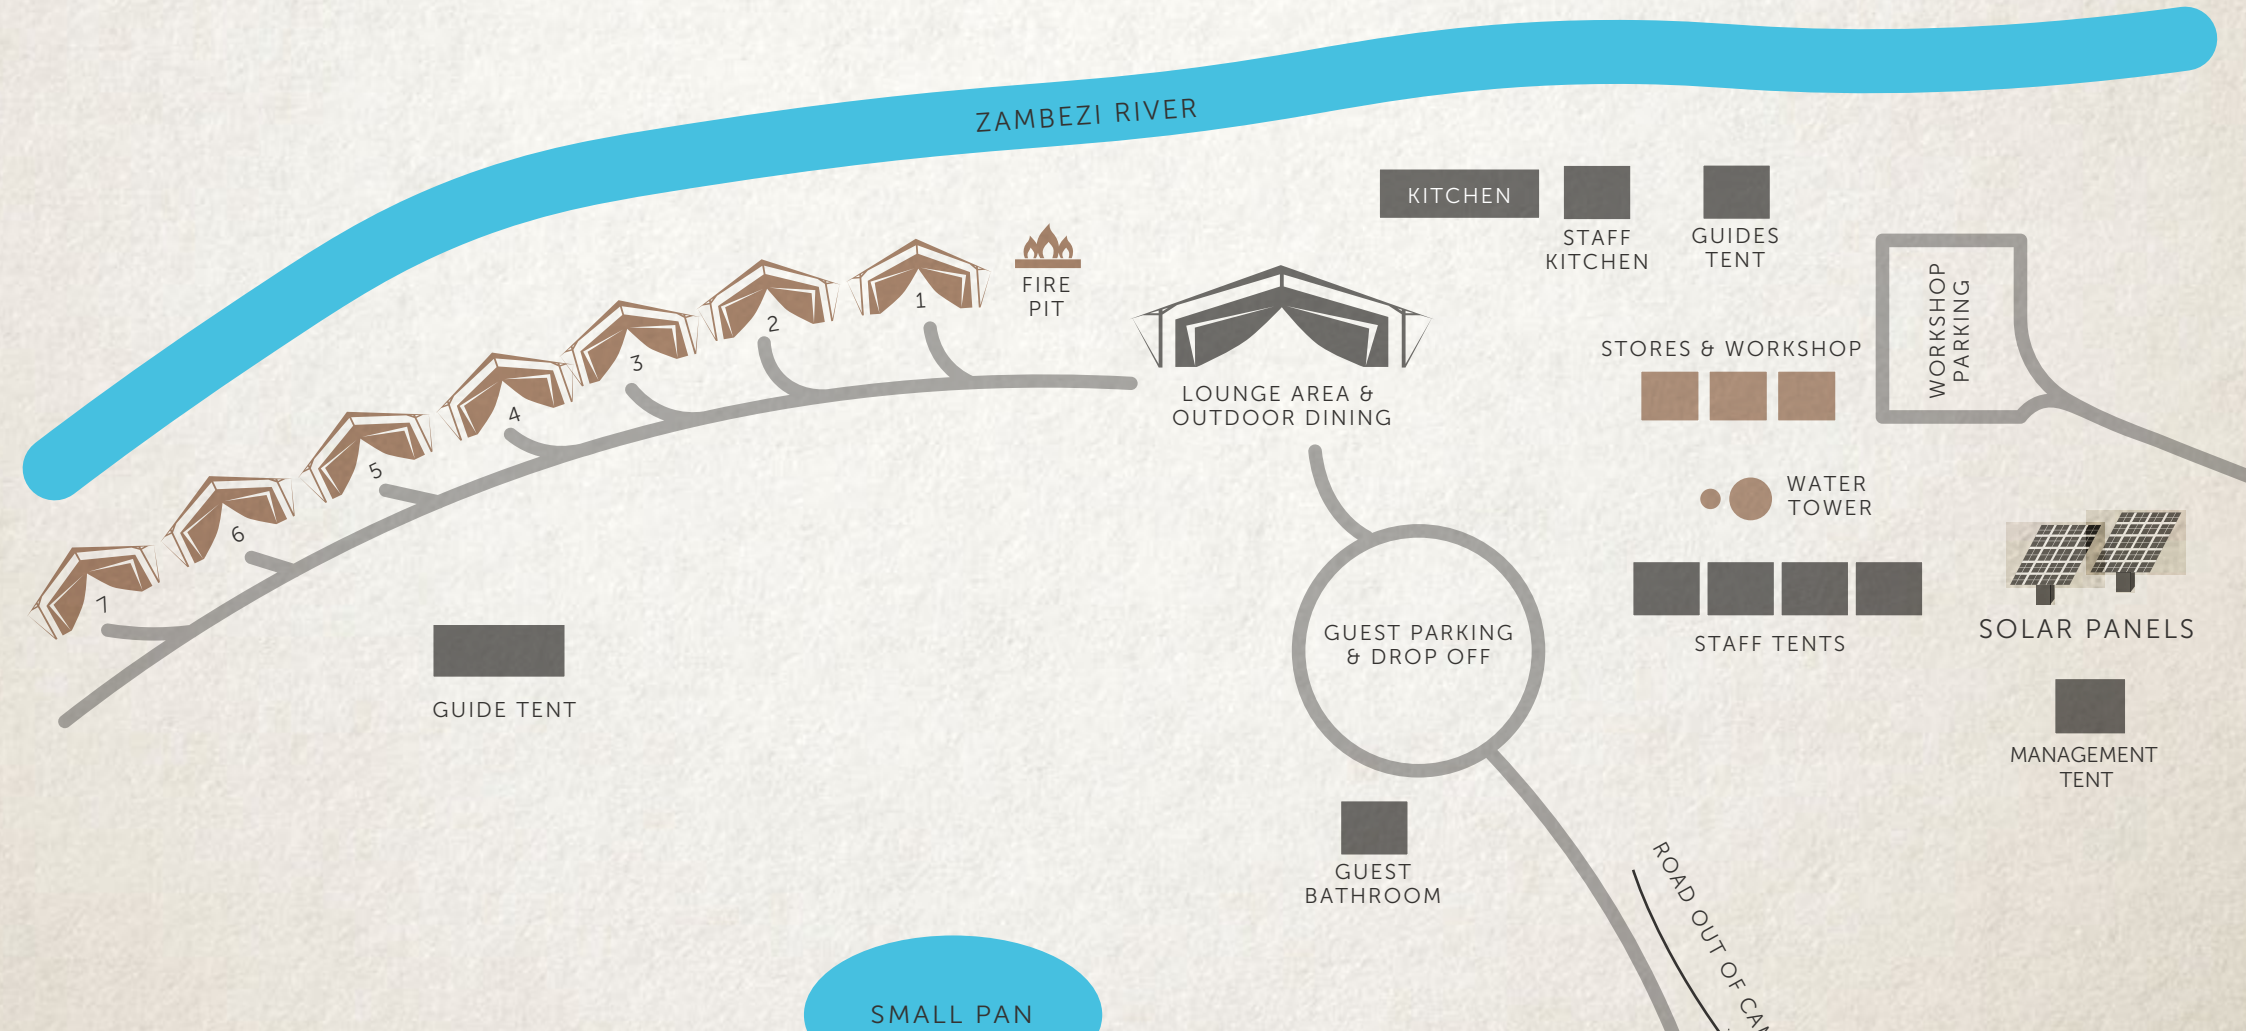 ZAMBEZI RIVER
KITCHEN
STAFF
KITCHEN
GUIDES
TENT
WORKSHOP
PARKING
FIRE
PIT
1
2
3
4
5
6
7
LOUNGE AREA &
OUTDOOR DINING
STORES & WORKSHOP
WATER
TOWER
STAFF TENTS
SOLAR PANELS
GUEST PARKING
& DROP OFF
GUIDE TENT
MANAGEMENT
TENT
GUEST
BATHROOM
ROAD OUT OF
SMALL PAN